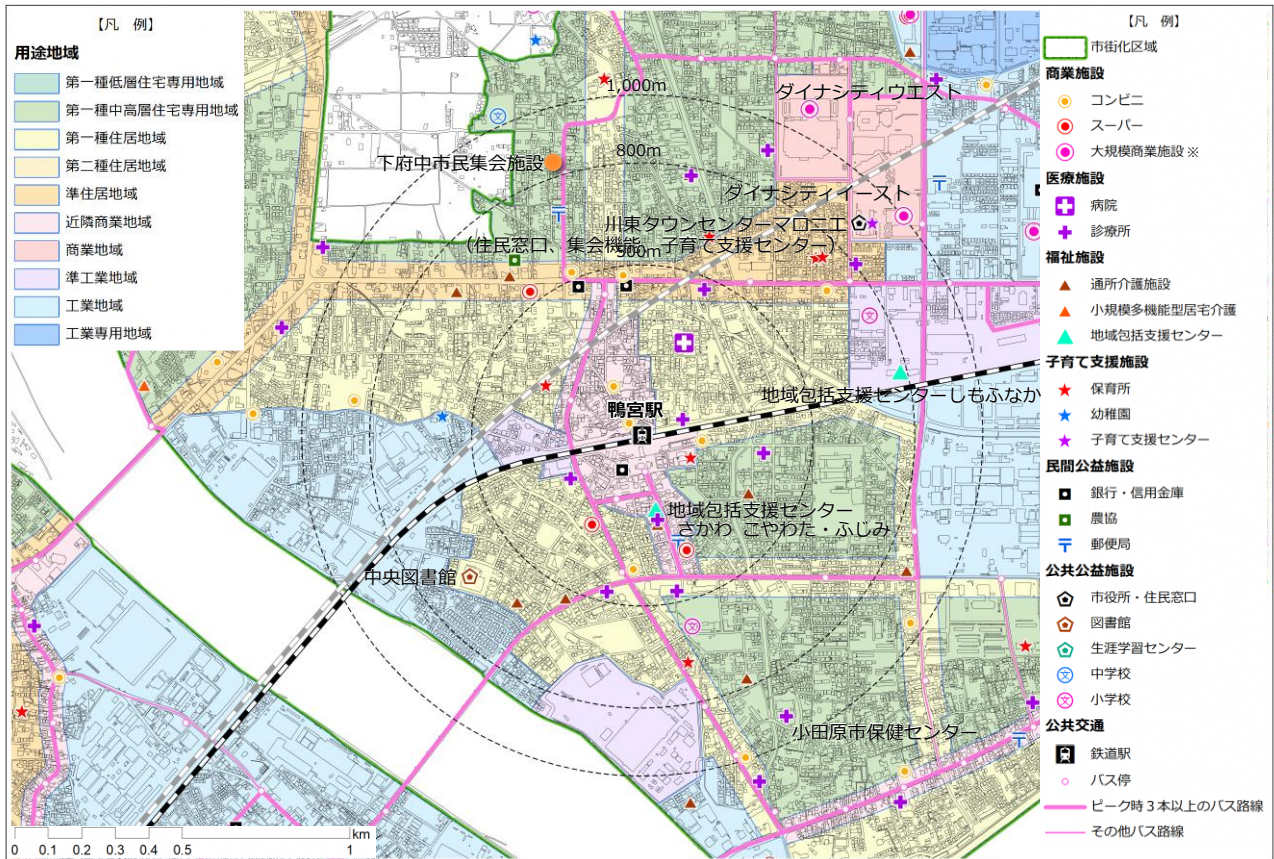 【凡 例】
用途地域
第一種低層住宅専用地域
第一種中高層住宅専用地域
第一種住居地域
第二種住居地域
準住居地域
近隣商業地域
商業地域
準工業地域
工業地域
工業専用地域
1,000m
800m
500m
ダイナシティウエスト
下府中市民集会施設
ダイナシティイースト
川東タウンセンターマロニエ
(住民窓口、集会機能、子育て支援センター)
地域包括支援センターしもふなか
鴨宮駅
地域包括支援センター
さかわ こやわた・ふじみ
中央図書館
小田原市保健センター
km
0 0.1 0.2 0.3 0.4 0.5 1
【凡 例】
市街化区域
商業施設
コンビニ
スーパー
大規模商業施設※
医療施設
病院
診療所
福祉施設
通所介護施設
小規模多機能型居宅介護
地域包括支援センター
子育て支援施設
保育所
幼稚園
子育て支援センター
民間公益施設
銀行・信用金庫
農協
郵便局
公共公益施設
市役所・住民窓口
図書館
生涯学習センター
文 中学校
文 小学校
公共交通
鉄道駅
バス停
ピーク時3本以上のバス路線
その他バス路線
文
文
文